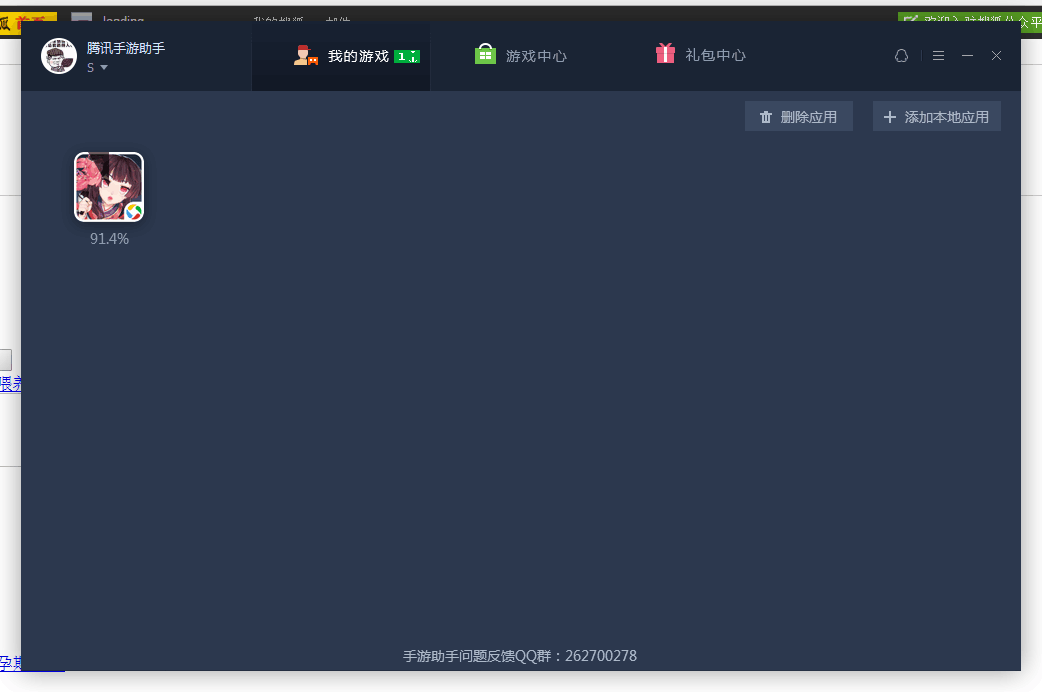 loading
腾讯手游助手
S
我的游戏 1
游戏中心
礼包中心
删除应用
添加本地应用
91.4%
手游助手问题反馈QQ群：262700278